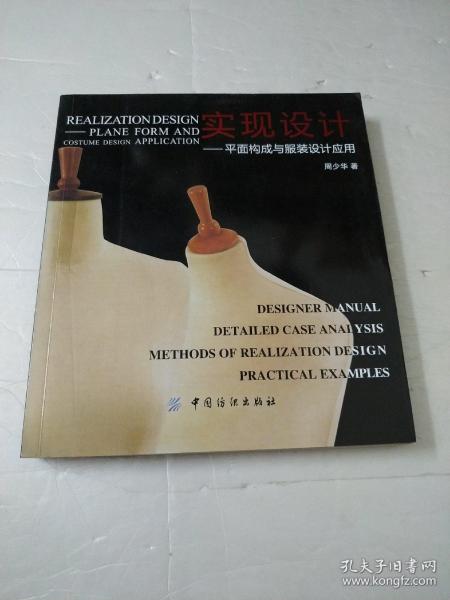 REALIZATION DESIGN
—— PLANE FORM AND
COSTUME DESIGN APPLICATION
实现设计
——平面构成与服装设计应用
周少华 著
DESIGNER MANUAL
DETAILED CASE ANALYSIS
METHODS OF REALIZATION DESIGN
PRACTICAL EXAMPLES
中国纺织出版社
孔夫子旧书网
www.kongfz.com